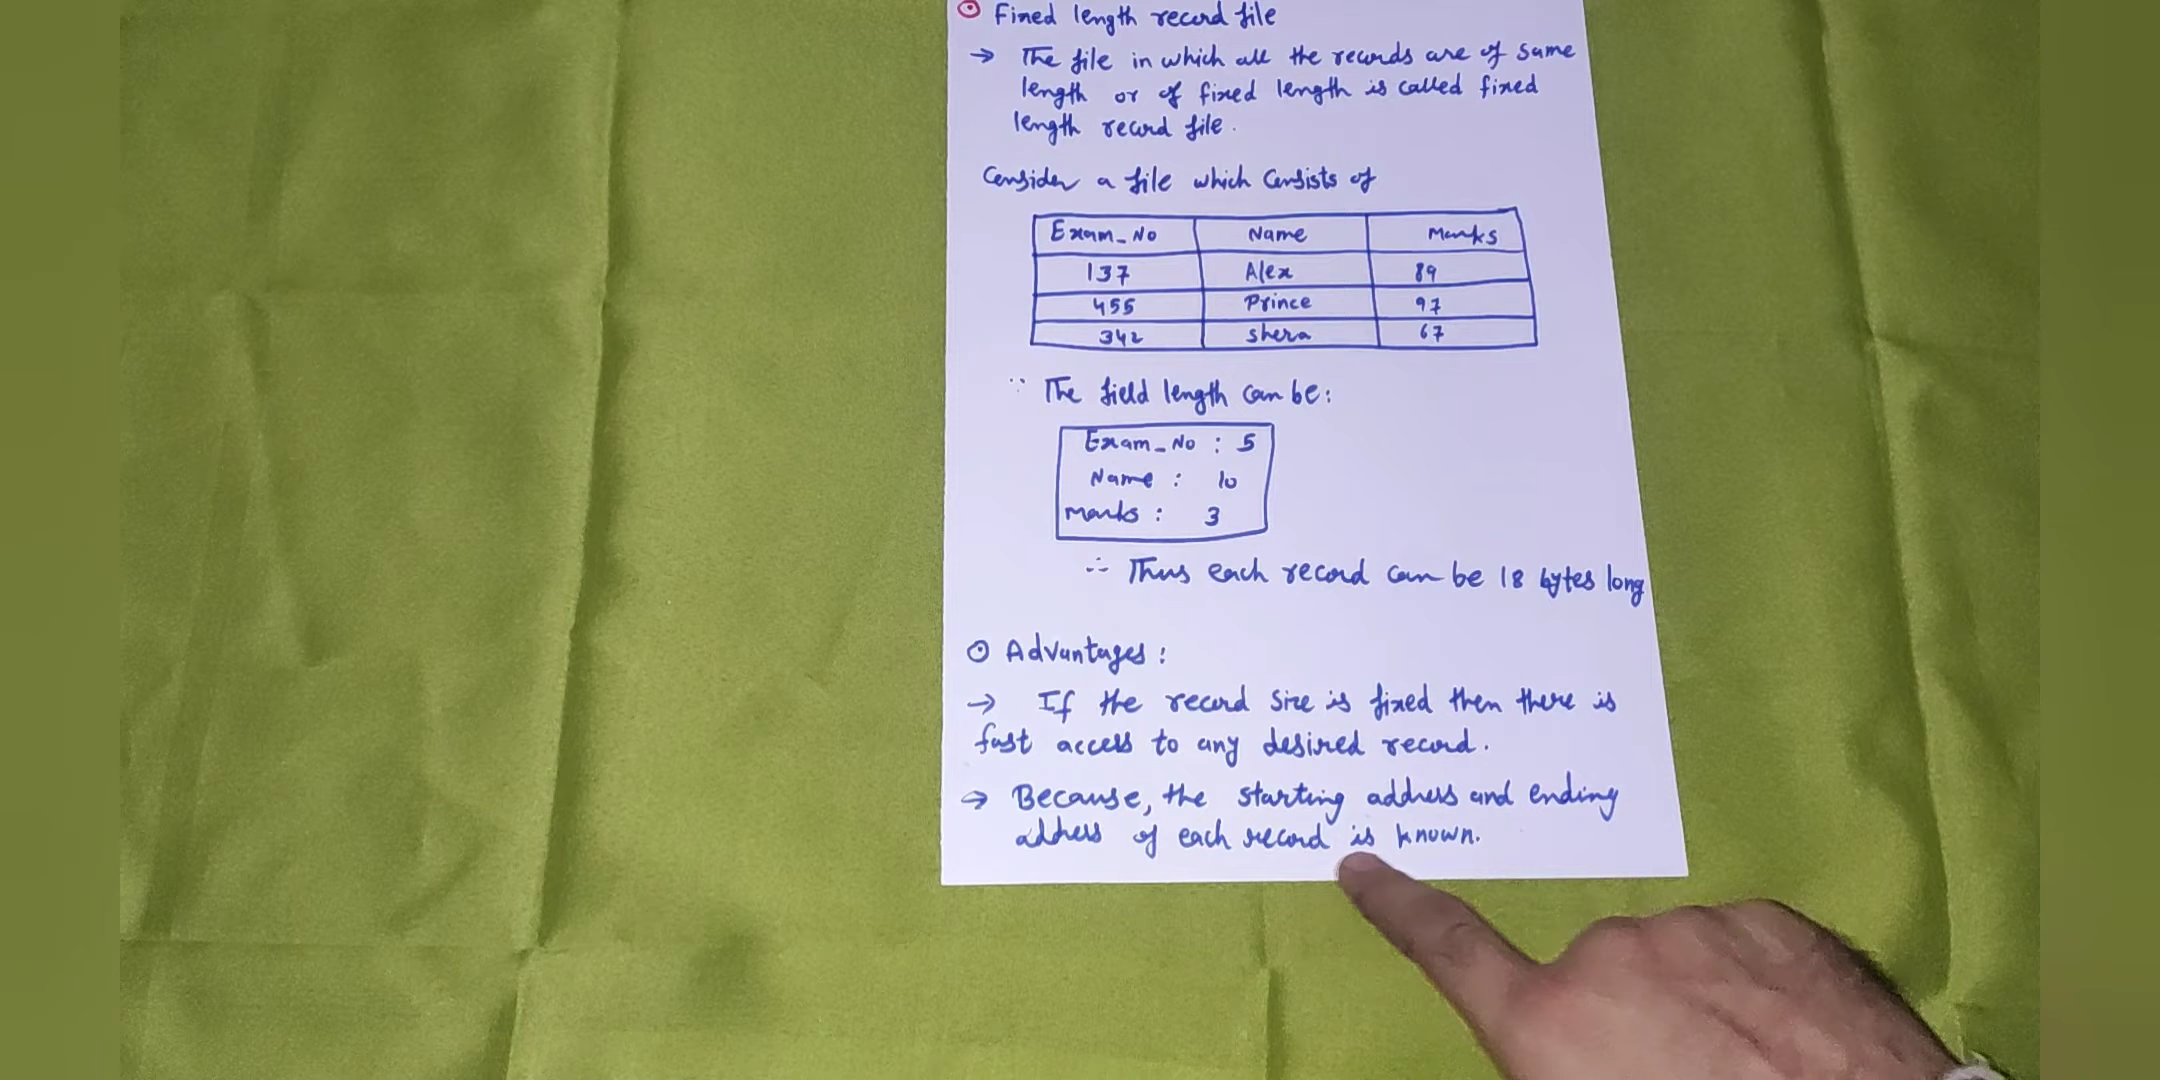 Fixed length record file
→ The file in which all the records are of same
length or of fixed length is called fixed
length record file.
Consider a file which consists of
Exam_No Name Marks
137 Alex 89
455 Prince 97
342 shera 67
∵ The field length can be:
Exam_No : 5
Name : 10
Marks : 3
∴ Thus each record can be 18 bytes long
Advantages:
→ If the record size is fixed then there is
fast access to any desired record.
→ Because, the starting address and ending
address of each record is known.